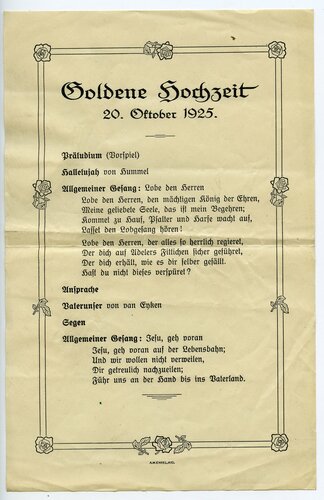 Goldene Hochzeit
20. Oktober 1925.
Präludium (Vorspiel)
Hallelujah von Hummel
Allgemeiner Gesang: Lobe den Herren
Lobe den Herren, den mächtigen König der Ehren,
Meine geliebete Seele, das ist mein Begehren;
Kommet zu Hauf, Psalter und Harfe wacht auf,
Lasset den Lobgesang hören!
Lobe den Herren, der alles so herrlich regieret,
Der dich auf Adelers Fittichen sicher geführet,
Der dich erhält, wie es dir selber gefällt.
Hast du nicht dieses verspüret?
Ansprache
Vaterunser von van Eyken
Segen
Allgemeiner Gesang: Jesu, geh voran
Jesu, geh voran auf der Lebensbahn;
Und wir wollen nicht verweilen,
Dir getreulich nachzueilen;
Führ uns an der Hand bis ins Vaterland.